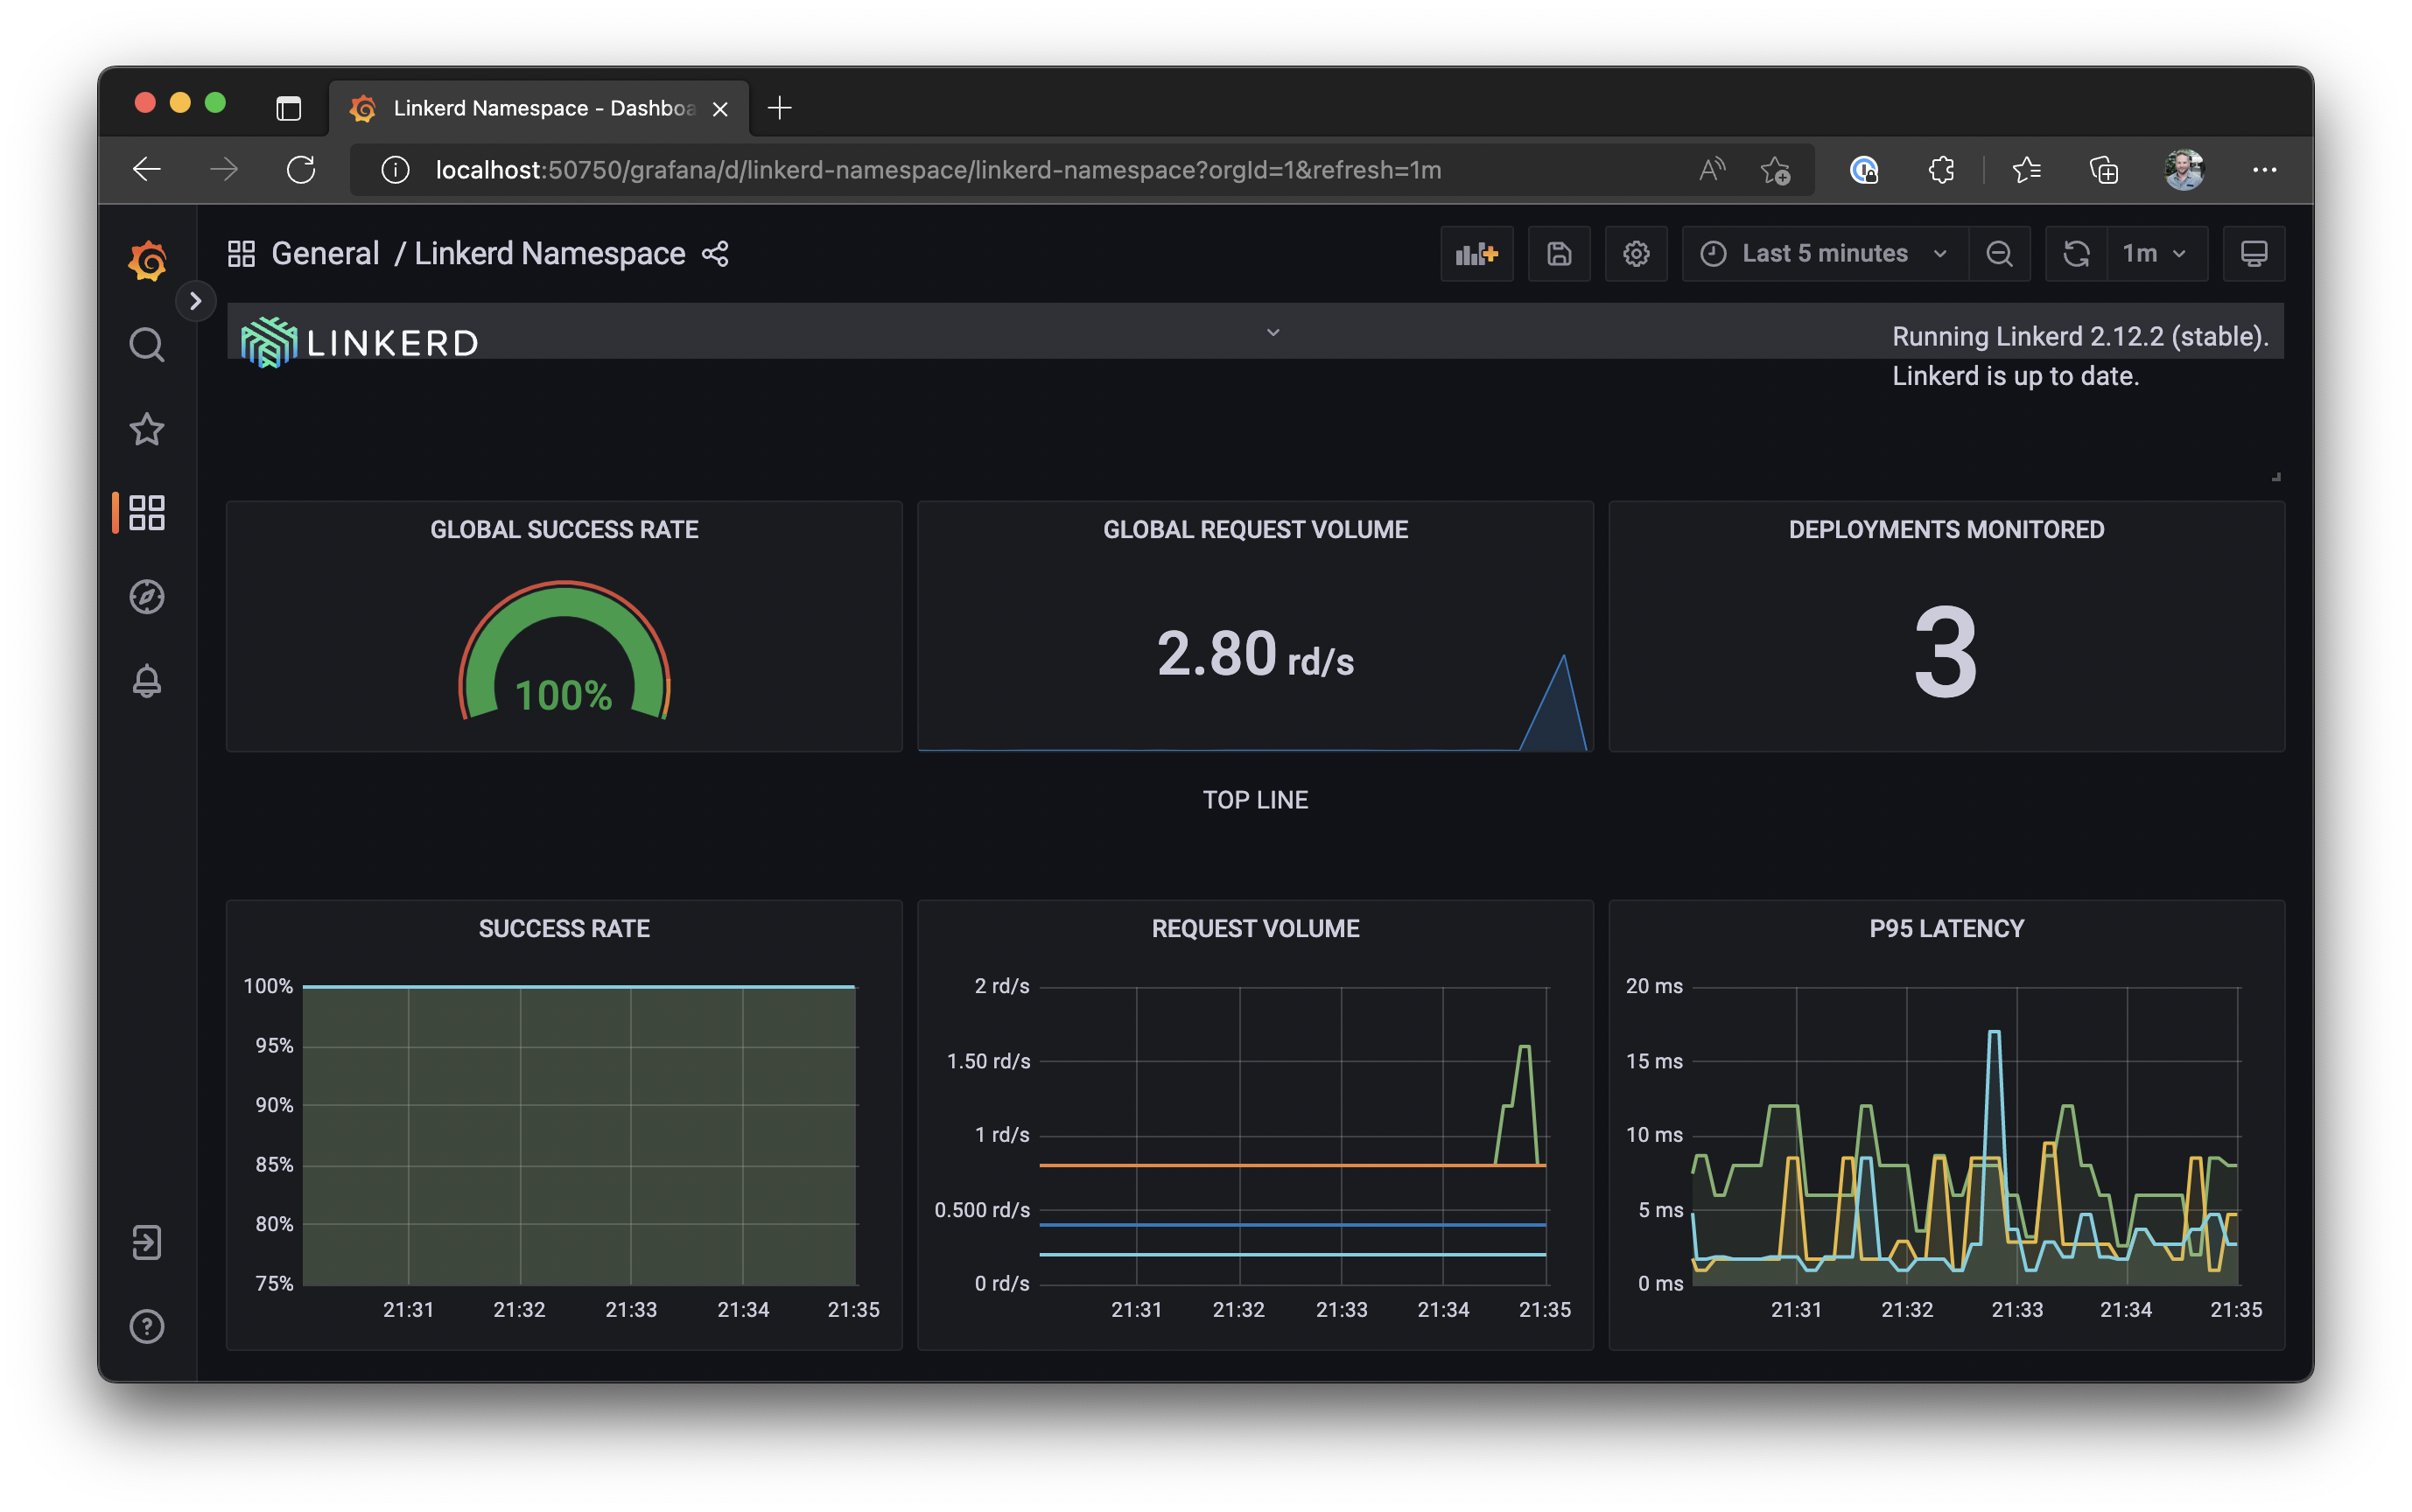 Linkerd Namespace - Dashboa
localhost:50750/grafana/d/linkerd-namespace/linkerd-namespace?orgId=1&refresh=1m
General / Linkerd Namespace
Last 5 minutes
1m
LINKERD
Running Linkerd 2.12.2 (stable).
Linkerd is up to date.
GLOBAL SUCCESS RATE
100%
GLOBAL REQUEST VOLUME
2.80 rd/s
DEPLOYMENTS MONITORED
3
TOP LINE
SUCCESS RATE
100%
95%
90%
85%
80%
75%
21:31 21:32 21:33 21:34 21:35
REQUEST VOLUME
2 rd/s
1.50 rd/s
1 rd/s
0.500 rd/s
0 rd/s
21:31 21:32 21:33 21:34 21:35
P95 LATENCY
20 ms
15 ms
10 ms
5 ms
0 ms
21:31 21:32 21:33 21:34 21:35